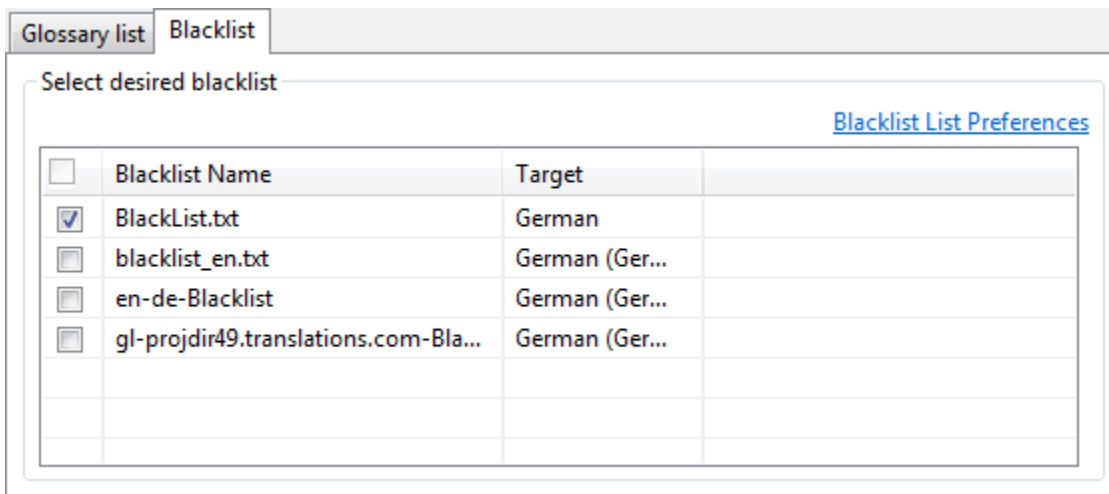 Glossary list Blacklist
Select desired blacklist
Blacklist List Preferences
Blacklist Name Target
BlackList.txt German
blacklist_en.txt German (Ger...
en-de-Blacklist German (Ger...
gl-projdir49.translations.com-Bla... German (Ger...